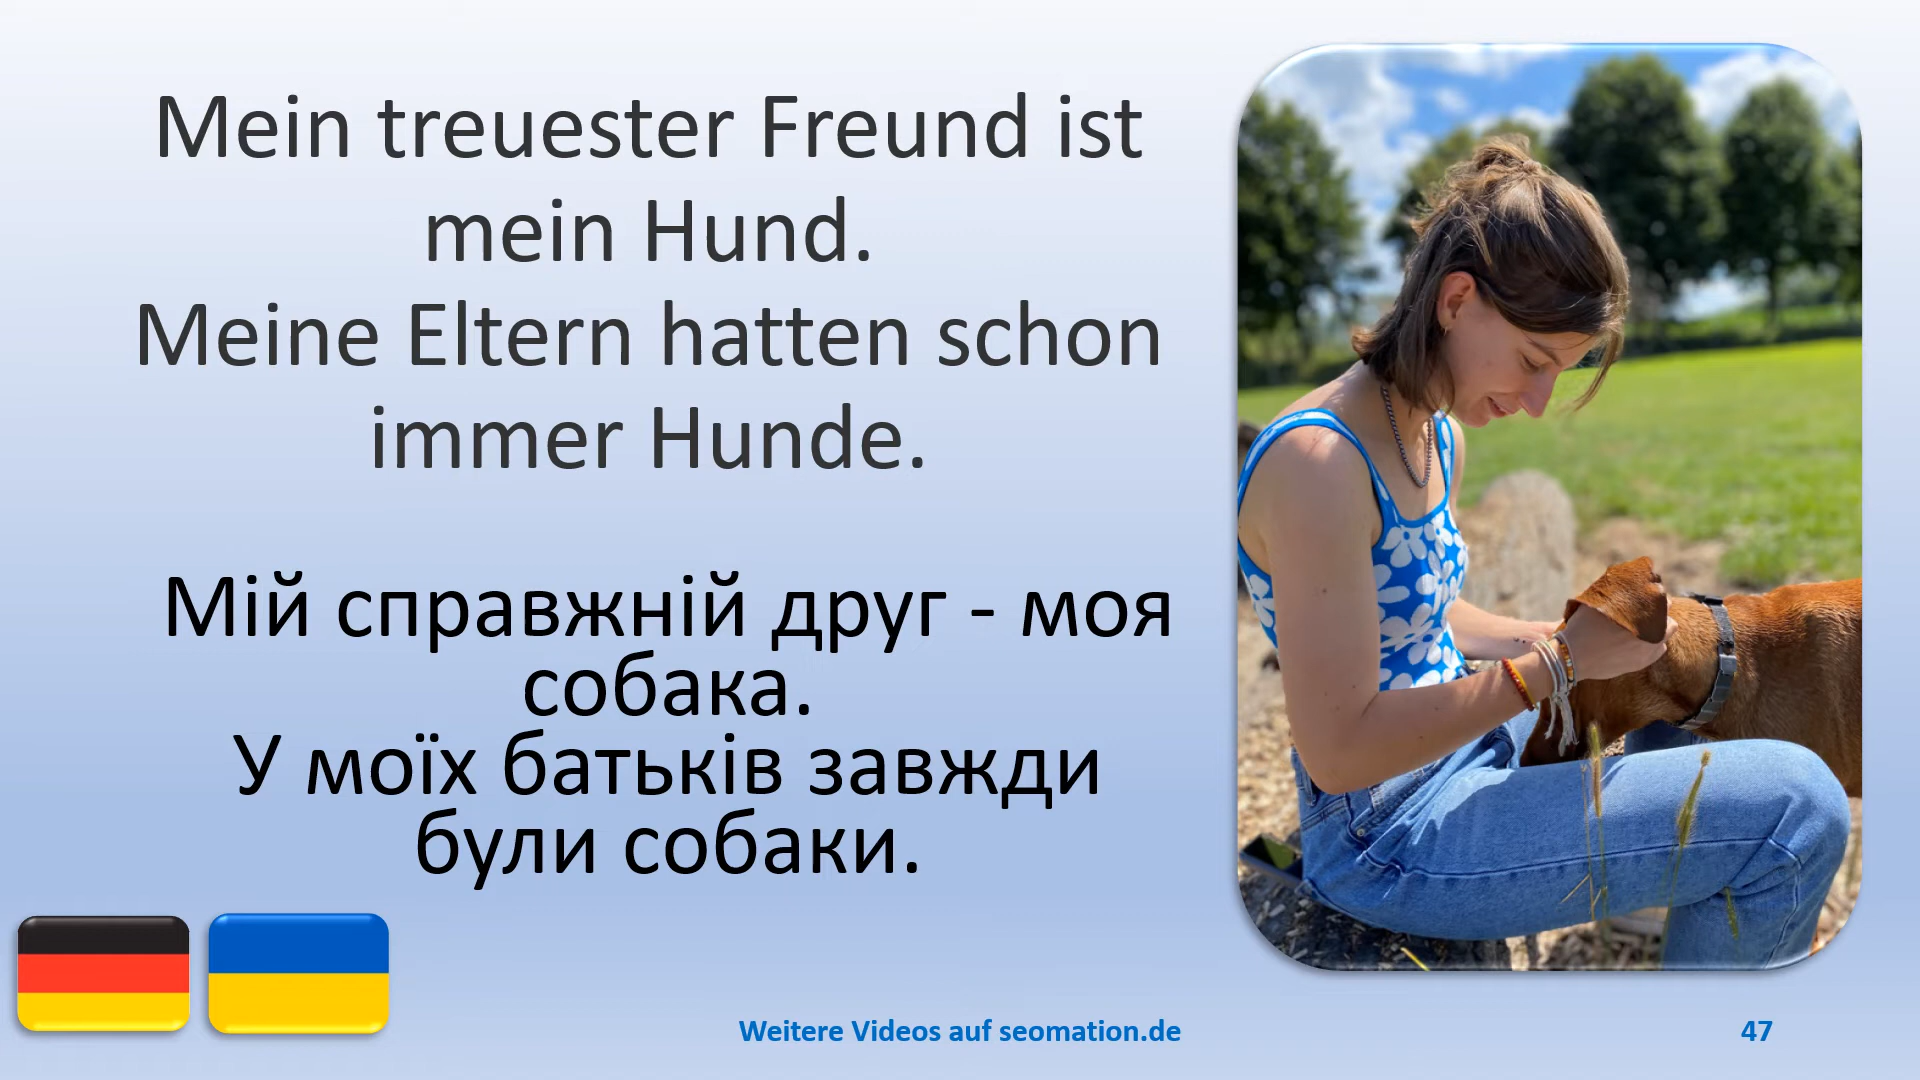 Mein treuester Freund ist
mein Hund.
Meine Eltern hatten schon
immer Hunde.
Мій справжній друг - моя
собака.
У моїх батьків завжди
були собаки.
Weitere Videos auf seomation.de
47